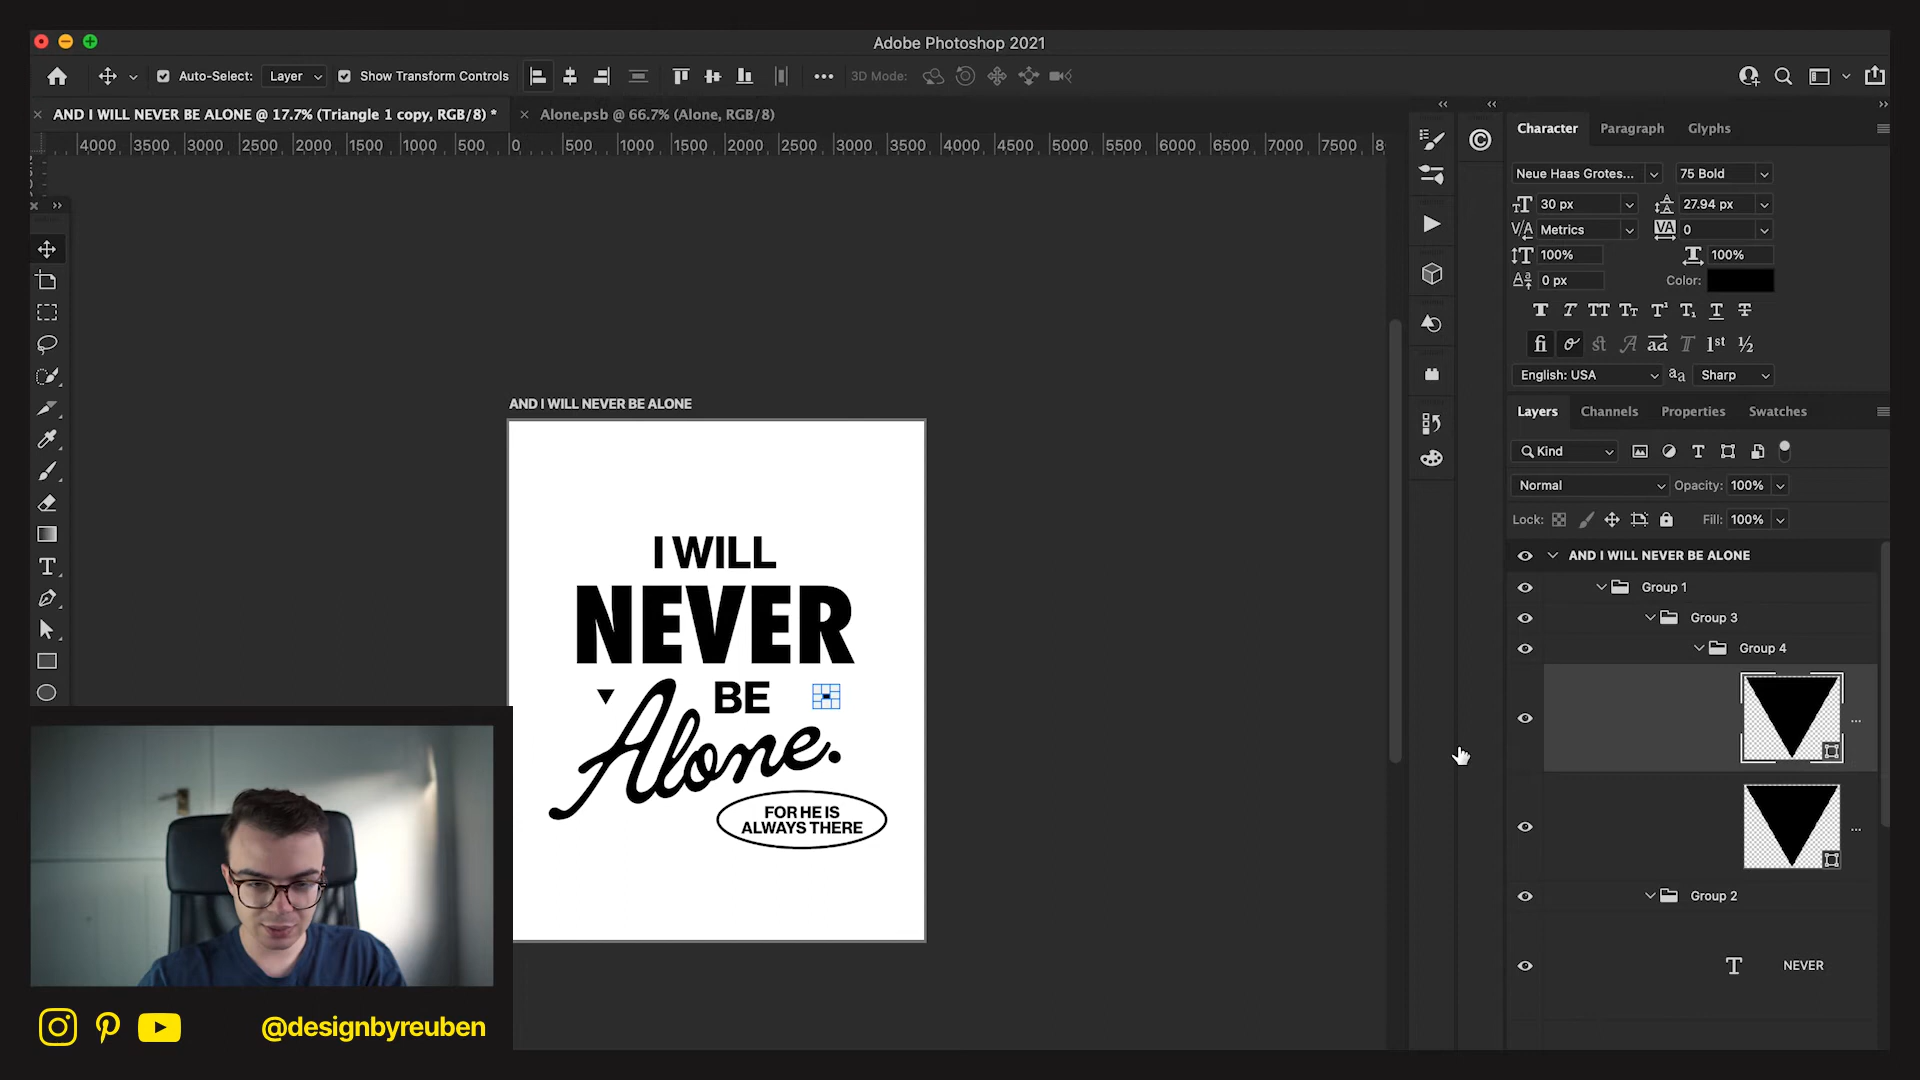 Adobe Photoshop 2021
Auto-Select: Layer Show Transform Controls 3D Mode:
AND I WILL NEVER BE ALONE @ 17.7% (Triangle 1 copy, RGB/8) * Alone.psb @ 66.7% (Alone, RGB/8)
4000 3500 3000 2500 2000 1500 1000 500 0 500 1000 1500 2000 2500 3000 3500 4000 4500 5000 5500 6000 6500 7000 7500 8
Character Paragraph Glyphs
Neue Haas Grotes... 75 Bold
30 px 27.94 px
Metrics 0
100% 100%
0 px Color:
English: USA Sharp
Layers Channels Properties Swatches
Kind
Normal Opacity: 100%
Lock: Fill: 100%
AND I WILL NEVER BE ALONE
Group 1
Group 3
Group 4
...
...
Group 2
NEVER
AND I WILL NEVER BE ALONE
I WILL
NEVER
BE
Alone.
FOR HE IS
ALWAYS THERE
@designbyreuben